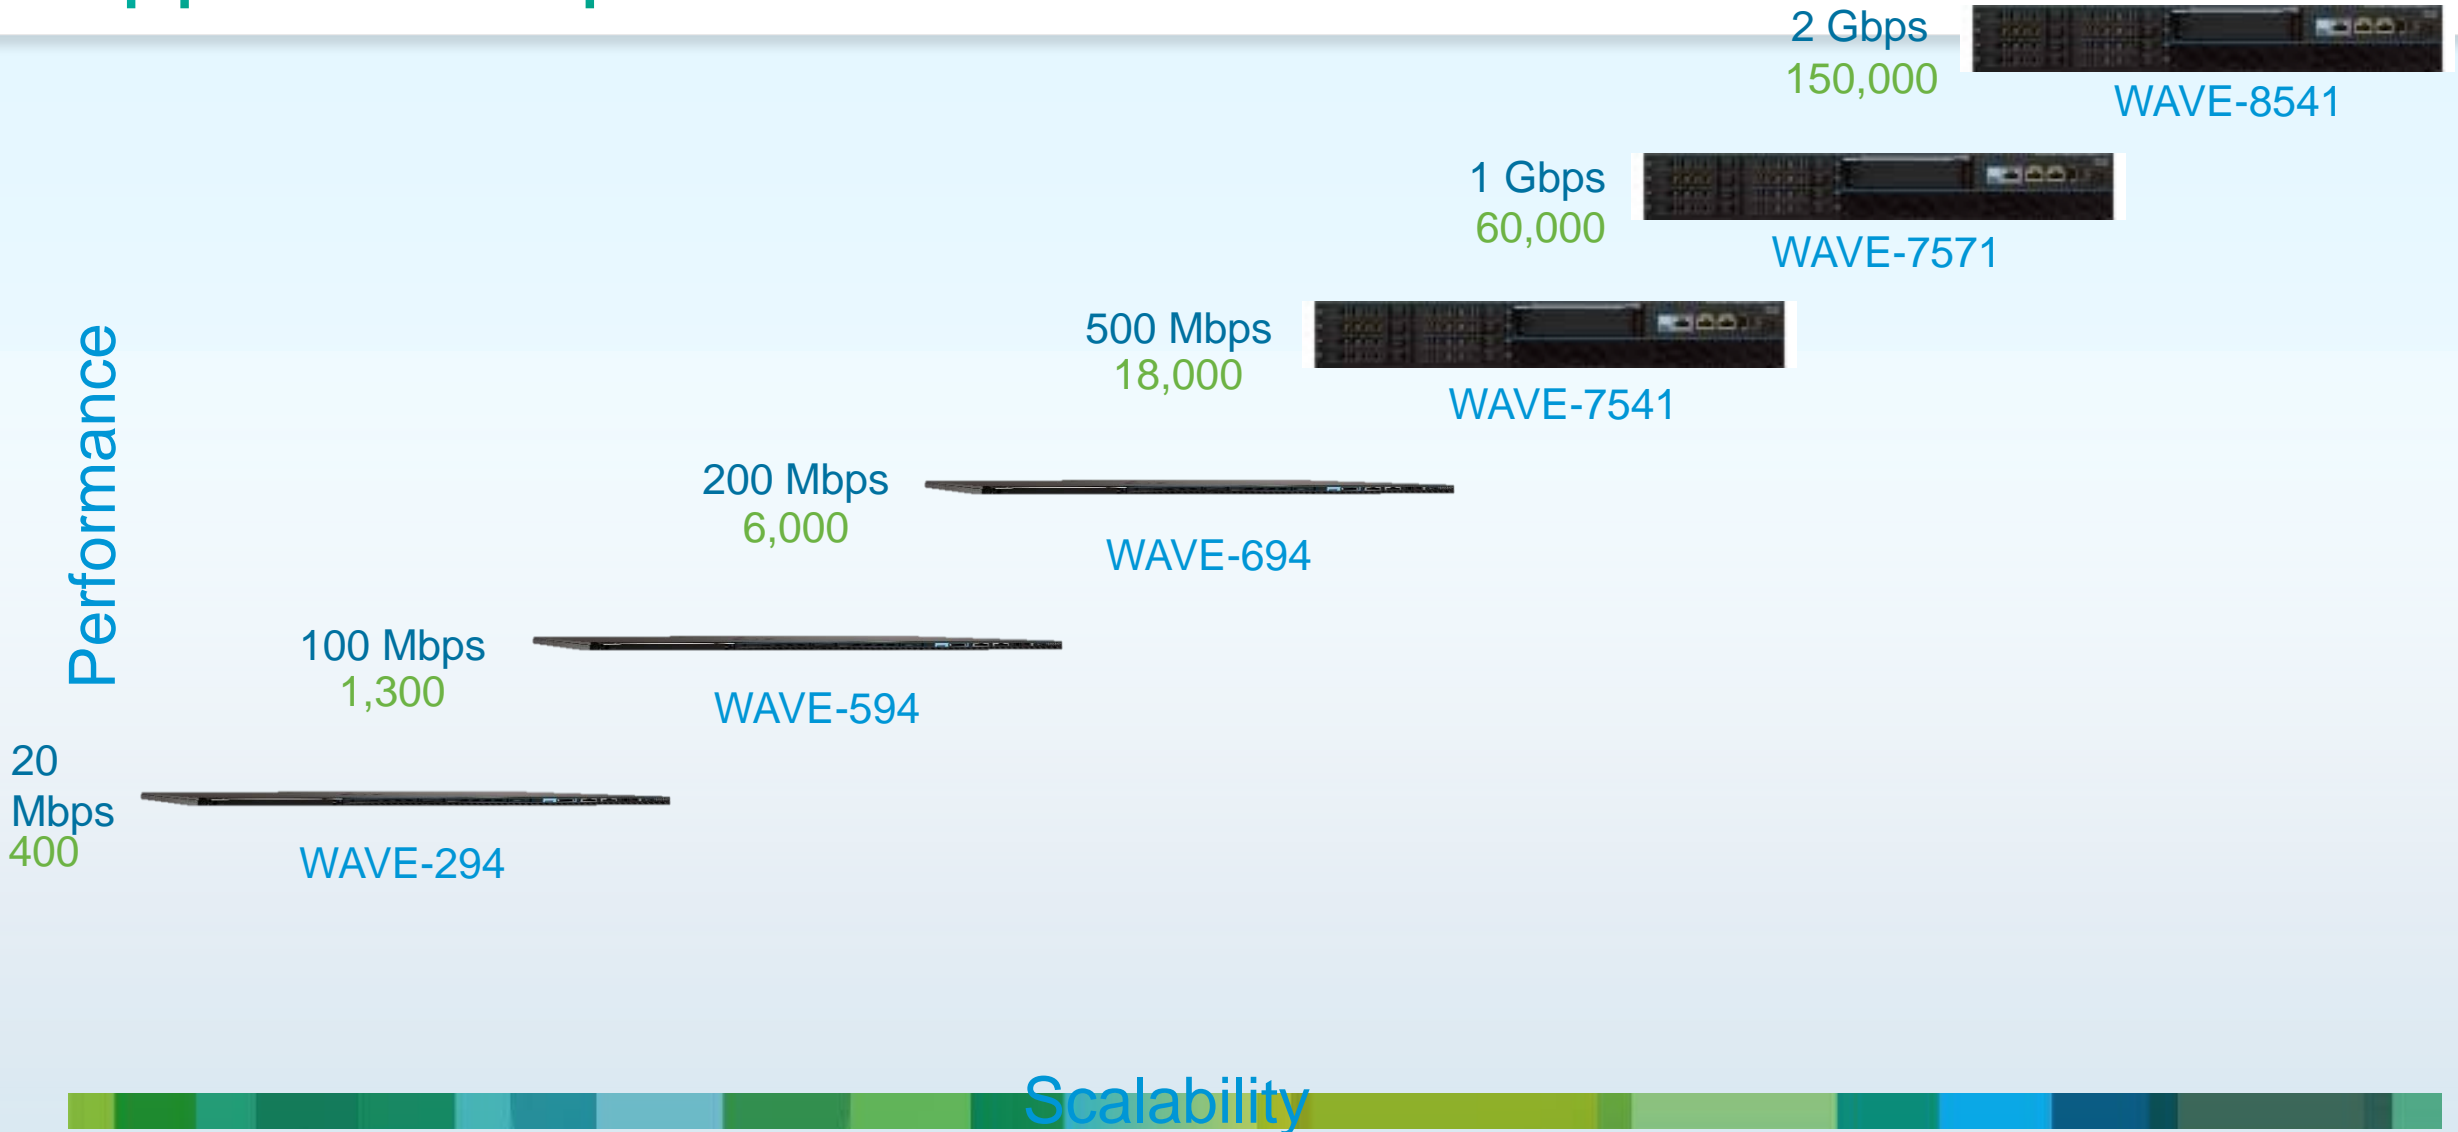 2 Gbps
150,000
WAVE-8541
1 Gbps
60,000
WAVE-7571
500 Mbps
18,000
WAVE-7541
Performance
200 Mbps
6,000
WAVE-694
100 Mbps
1,300
WAVE-594
20
Mbps
400
WAVE-294
Scalability